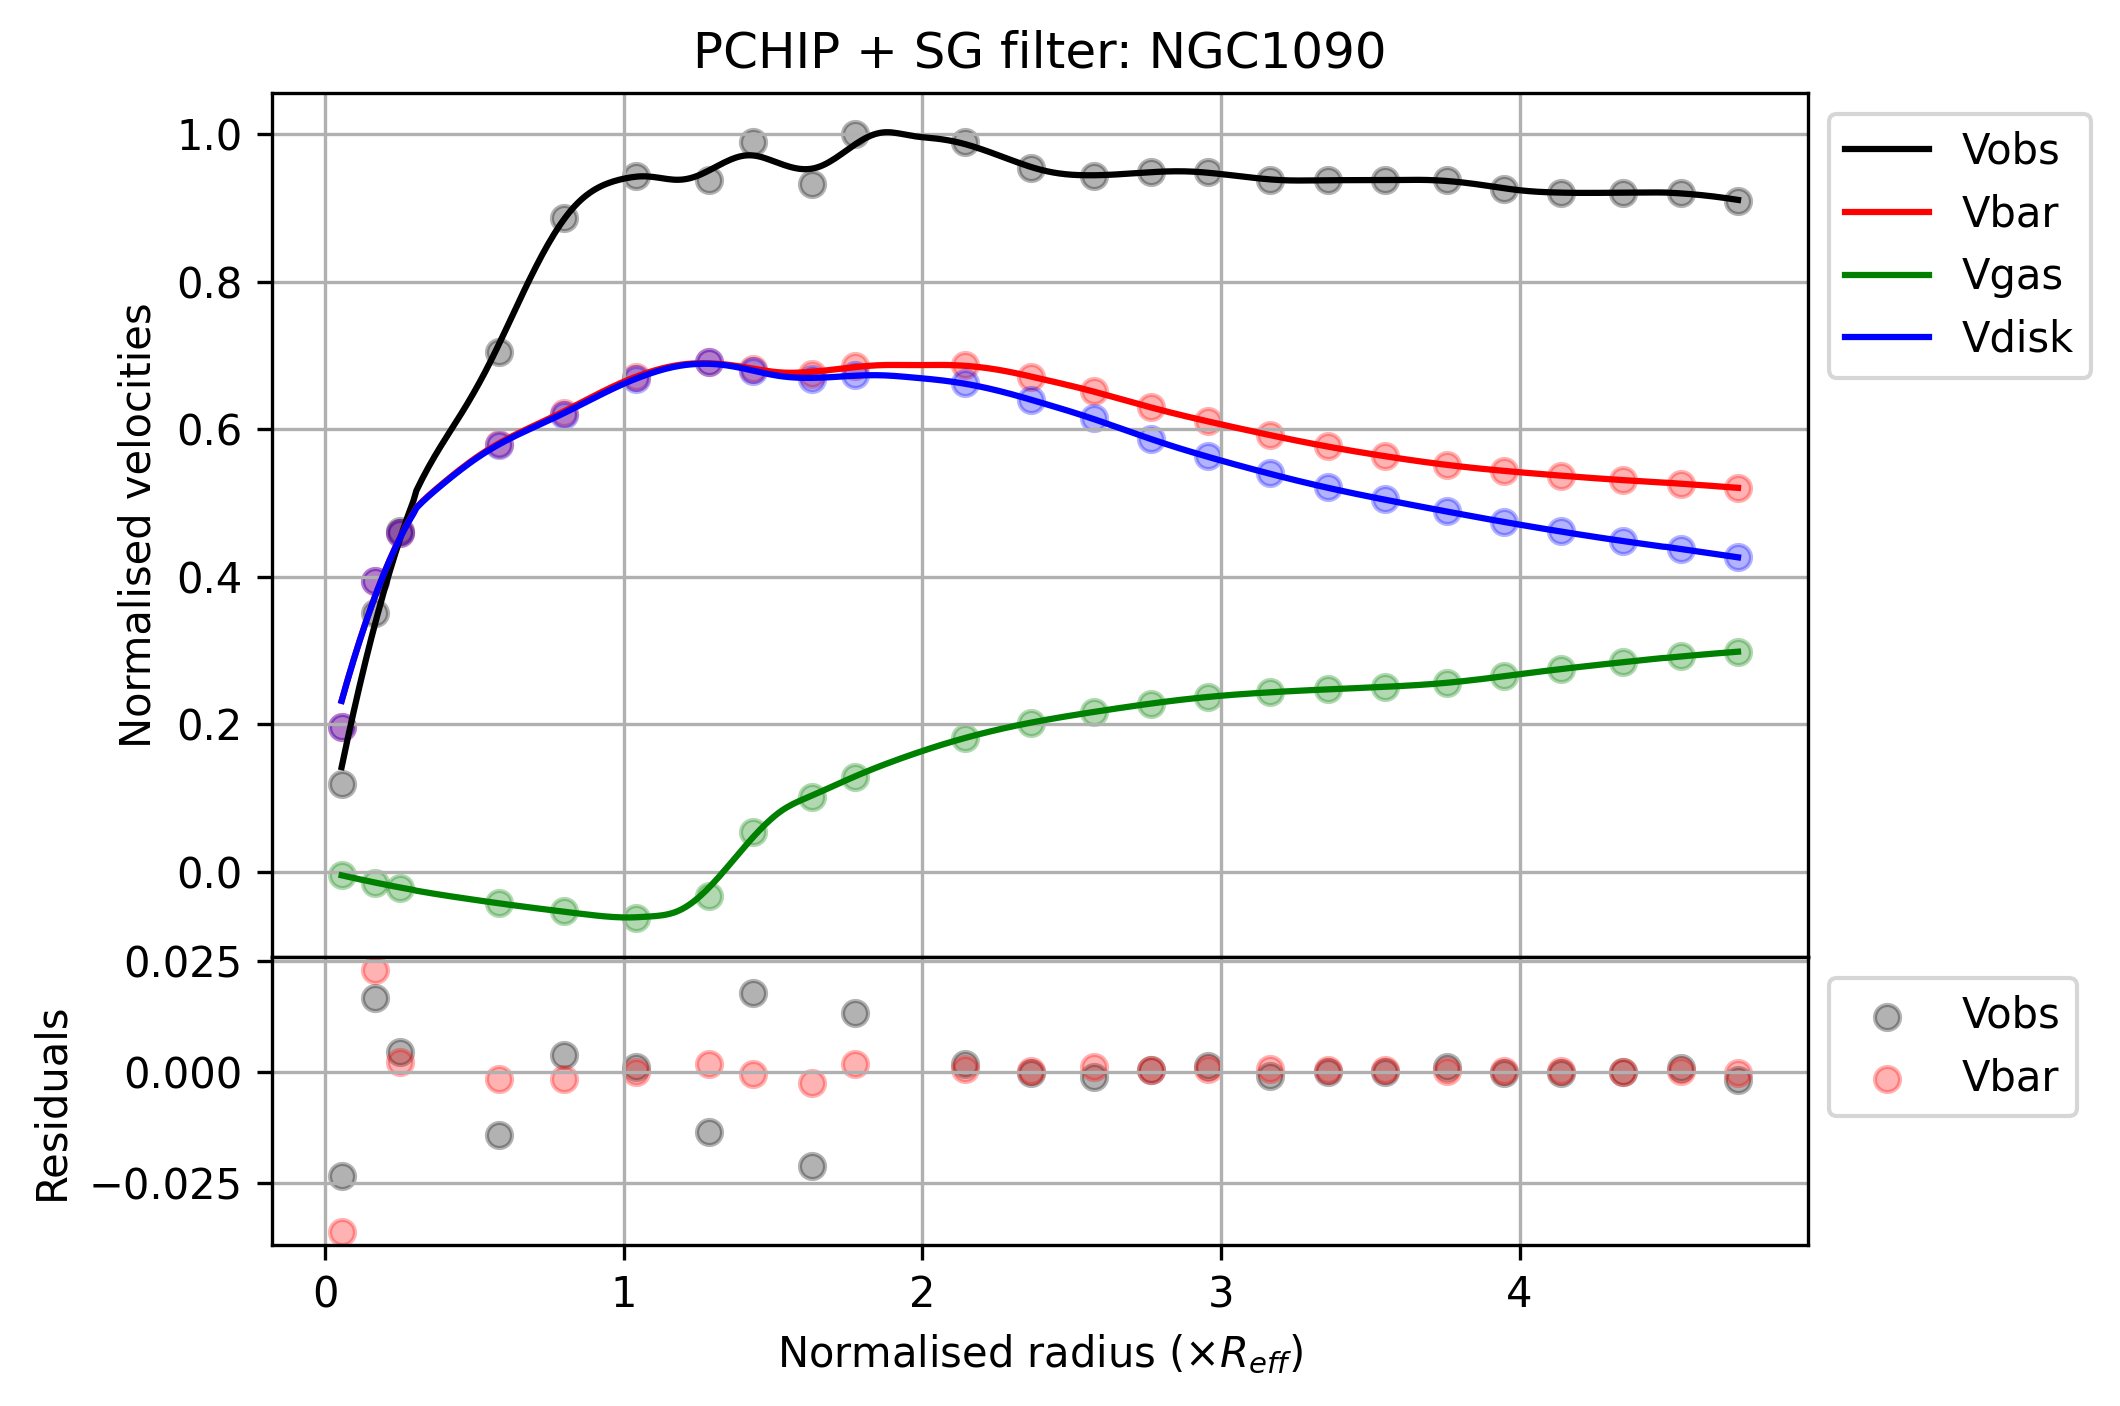 PCHIP + SG filter: NGC1090
Normalised velocities
1.0
0.8
0.6
0.4
0.2
0.0
Vobs
Vbar
Vgas
Vdisk
Residuals
0.025
0.000
−0.025
Vobs
Vbar
0 1 2 3 4
Normalised radius (×R_eff)